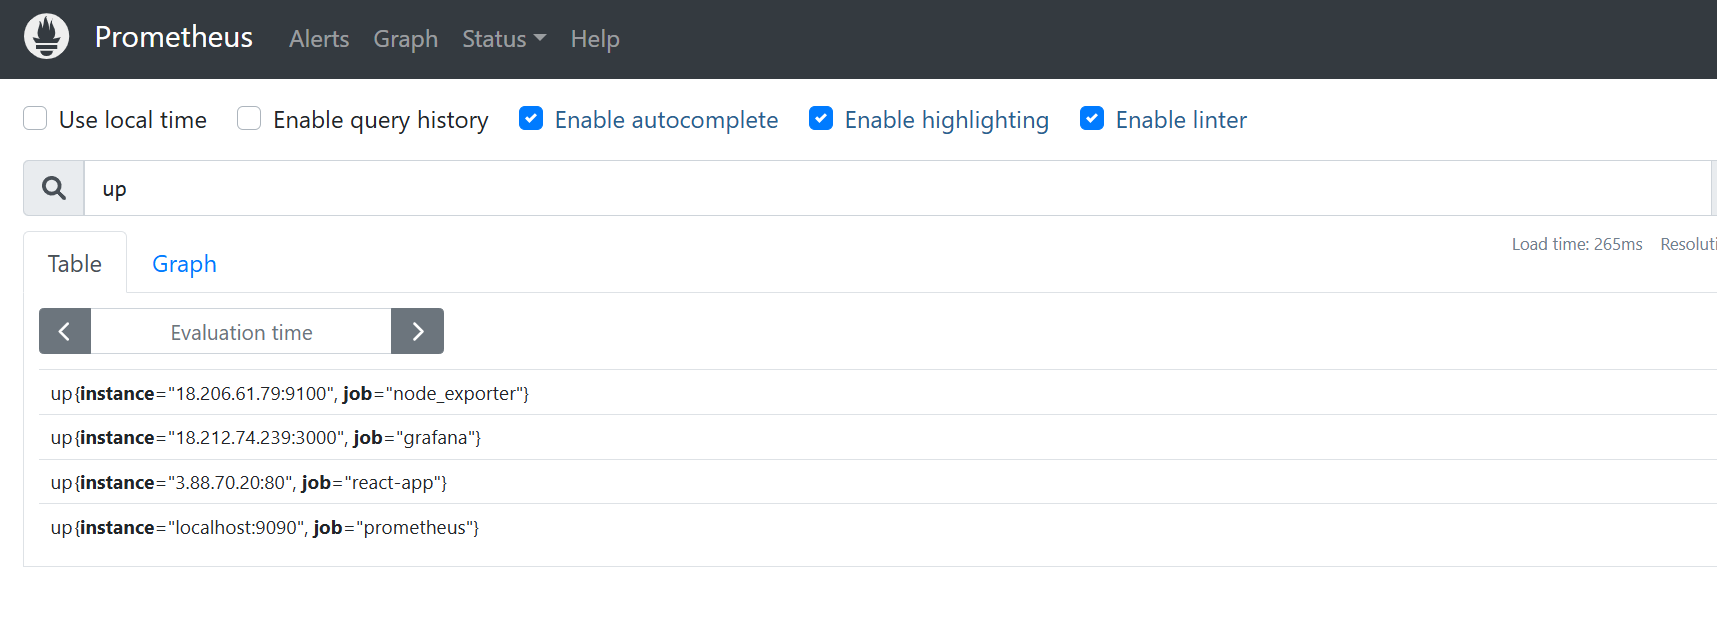 Prometheus Alerts Graph Status Help
Use local time Enable query history Enable autocomplete Enable highlighting Enable linter
up
Load time: 265ms
Table Graph
Evaluation time
up{instance="18.206.61.79:9100", job="node_exporter"}
up{instance="18.212.74.239:3000", job="grafana"}
up{instance="3.88.70.20:80", job="react-app"}
up{instance="localhost:9090", job="prometheus"}